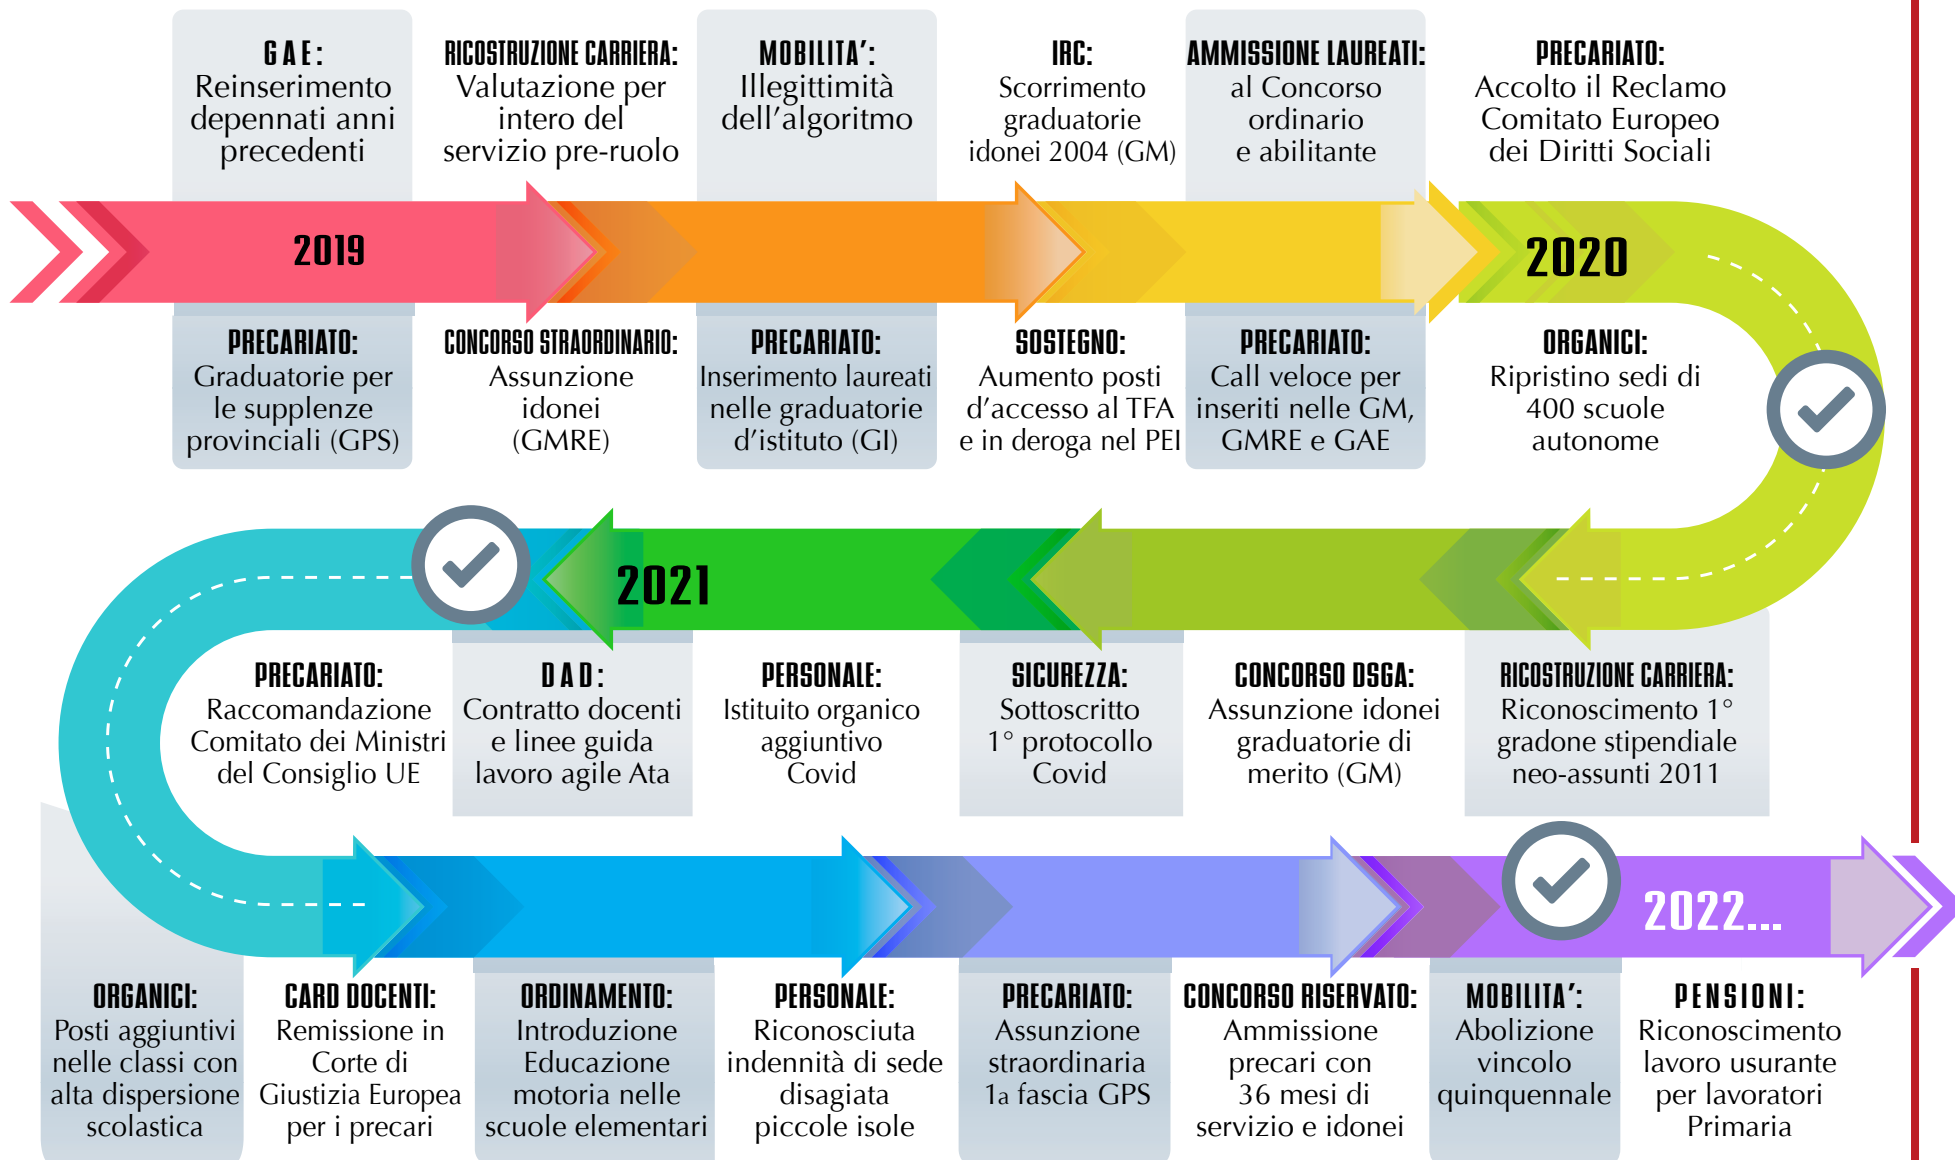 GAE:
Reinserimento
depennati anni
precedenti
RICOSTRUZIONE CARRIERA:
Valutazione per
intero del
servizio pre-ruolo
MOBILITA’:
Illegittimità
dell’algoritmo
IRC:
Scorrimento
graduatorie
idonei 2004 (GM)
AMMISSIONE LAUREATI:
al Concorso
ordinario
e abilitante
PRECARIATO:
Accolto il Reclamo
Comitato Europeo
dei Diritti Sociali
2019
2020
PRECARIATO:
Graduatorie per
le supplenze
provinciali (GPS)
CONCORSO STRAORDINARIO:
Assunzione
idonei
(GMRE)
PRECARIATO:
Inserimento laureati
nelle graduatorie
d’istituto (GI)
SOSTEGNO:
Aumento posti
d’accesso al TFA
e in deroga nel PEI
PRECARIATO:
Call veloce per
inseriti nelle GM,
GMRE e GAE
ORGANICI:
Ripristino sedi di
400 scuole
autonome
2021
PRECARIATO:
Raccomandazione
Comitato dei Ministri
del Consiglio UE
DAD:
Contratto docenti
e linee guida
lavoro agile Ata
PERSONALE:
Istituito organico
aggiuntivo
Covid
SICUREZZA:
Sottoscritto
1° protocollo
Covid
CONCORSO DSGA:
Assunzione idonei
graduatorie di
merito (GM)
RICOSTRUZIONE CARRIERA:
Riconoscimento 1°
gradone stipendiale
neo-assunti 2011
2022...
ORGANICI:
Posti aggiuntivi
nelle classi con
alta dispersione
scolastica
CARD DOCENTI:
Remissione in
Corte di
Giustizia Europea
per i precari
ORDINAMENTO:
Introduzione
Educazione
motoria nelle
scuole elementari
PERSONALE:
Riconosciuta
indennità di sede
disagiata
piccole isole
PRECARIATO:
Assunzione
straordinaria
1a fascia GPS
CONCORSO RISERVATO:
Ammissione
precari con
36 mesi di
servizio e idonei
MOBILITA’:
Abolizione
vincolo
quinquennale
PENSIONI:
Riconoscimento
lavoro usurante
per lavoratori
Primaria